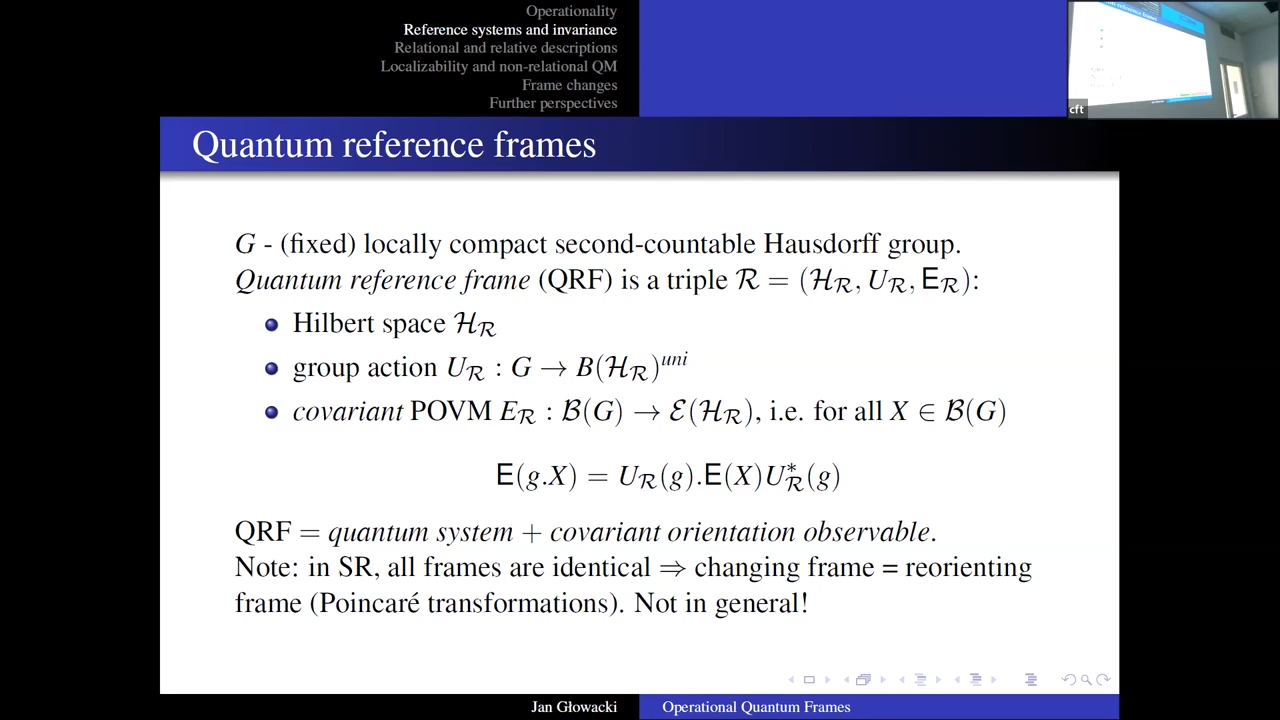 Operationality
Reference systems and invariance
Relational and relative descriptions
Localizability and non-relational QM
Frame changes
Further perspectives
cft
Quantum reference frames
G - (fixed) locally compact second-countable Hausdorff group.
Quantum reference frame (QRF) is a triple ℛ = (ℋ_ℛ, U_ℛ, E_ℛ):
Hilbert space ℋ_ℛ
group action U_ℛ : G → B(ℋ_ℛ)^uni
covariant POVM E_ℛ : ℬ(G) → ℰ(ℋ_ℛ), i.e. for all X ∈ ℬ(G)
E(g.X) = U_ℛ(g).E(X)U*_ℛ(g)
QRF = quantum system + covariant orientation observable.
Note: in SR, all frames are identical ⇒ changing frame = reorienting
frame (Poincaré transformations). Not in general!
Jan Głowacki
Operational Quantum Frames